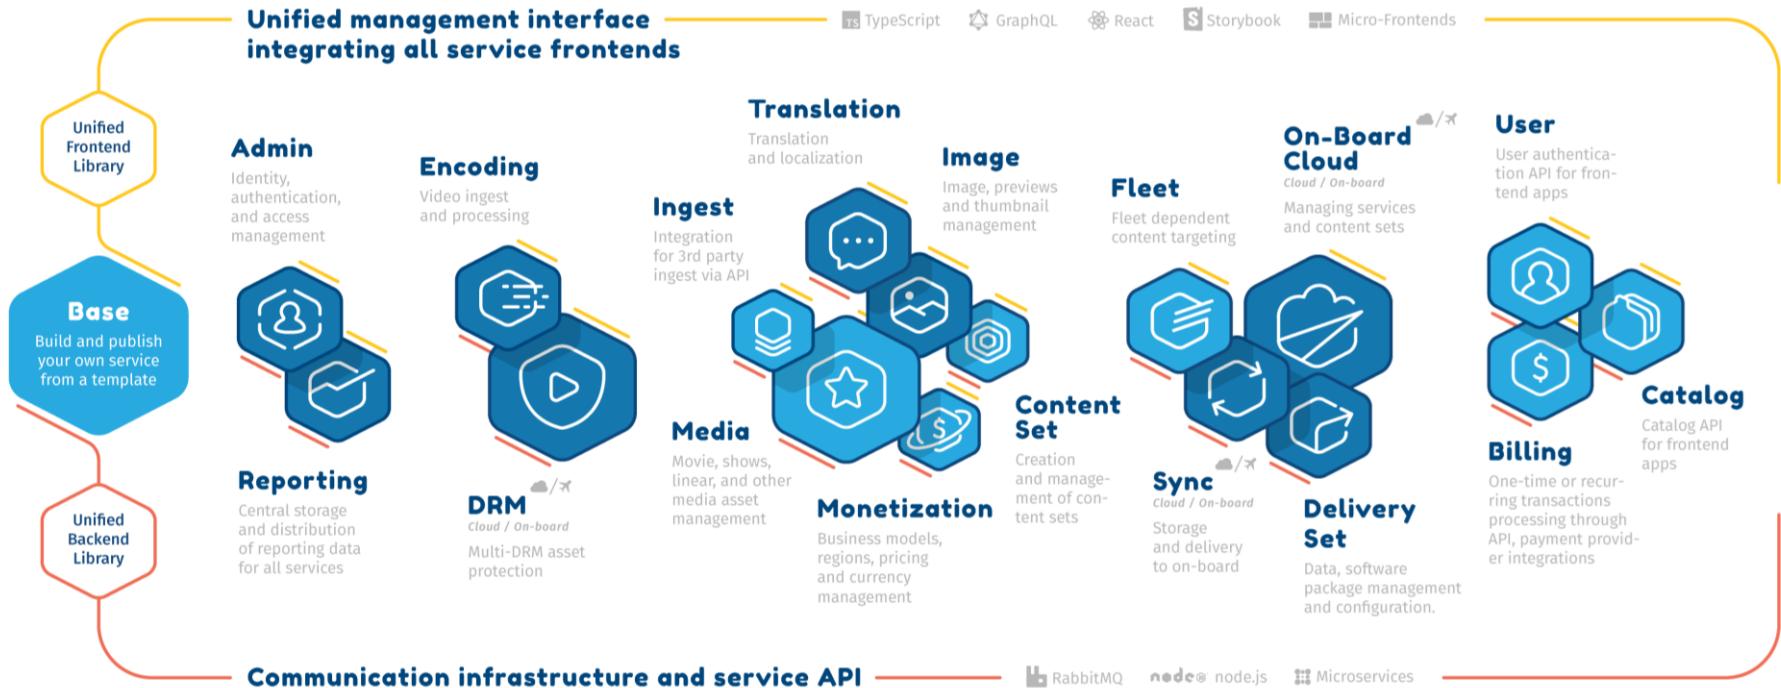 Unified management interface
integrating all service frontends
TS TypeScript
GraphQL
React
S Storybook
Micro-Frontends
Unified
Frontend
Library
Base
Build and publish
your own service
from a template
Unified
Backend
Library
Admin
Identity,
authentication,
and access
management
Reporting
Central storage
and distribution
of reporting data
for all services
Encoding
Video ingest
and processing
DRM
Cloud / On-board
Multi-DRM asset
protection
Ingest
Integration
for 3rd party
ingest via API
Translation
Translation
and localization
Image
Image, previews
and thumbnail
management
Media
Movie, shows,
linear, and other
media asset
management
$
Monetization
Business models,
regions, pricing
and currency
management
Content
Set
Creation
and manage-
ment of con-
tent sets
Fleet
Fleet dependent
content targeting
On-Board
Cloud
Cloud / On-board
Managing services
and content sets
Sync
Cloud / On-board
Storage
and delivery
to on-board
Delivery
Set
Data, software
package management
and configuration.
User
User authentica-
tion API for fron-
tend apps
$
Billing
One-time or recur-
ring transactions
processing through
API, payment provid-
er integrations
Catalog
Catalog API
for frontend
apps
Communication infrastructure and service API
RabbitMQ
node node.js
Microservices